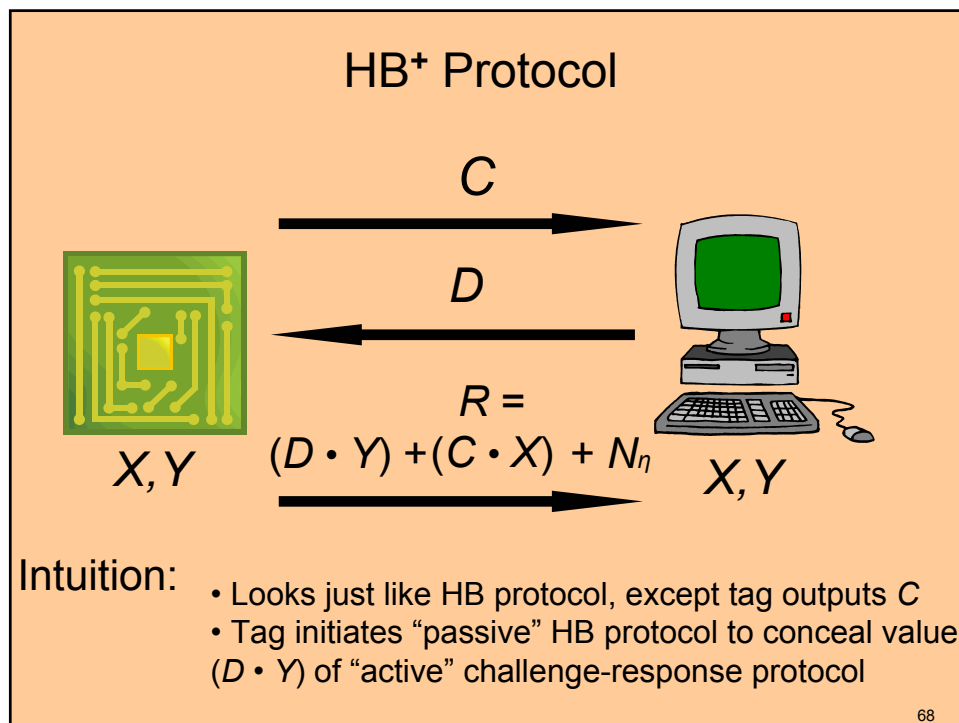 HB⁺ Protocol
C
D
R =
(D • Y) +(C • X) + Nη
X,Y
X,Y
Intuition:
• Looks just like HB protocol, except tag outputs C
• Tag initiates “passive” HB protocol to conceal value
(D • Y) of “active” challenge-response protocol
68